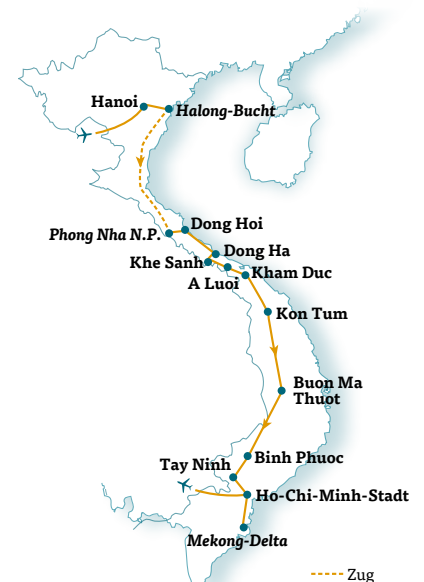 Hanoi
Halong-Bucht
Dong Hoi
Phong Nha N.P.
Dong Ha
Khe Sanh
Kham Duc
A Luoi
Kon Tum
Buon Ma
Thuot
Binh Phuoc
Tay Ninh
Ho-Chi-Minh-Stadt
Mekong-Delta
Zug